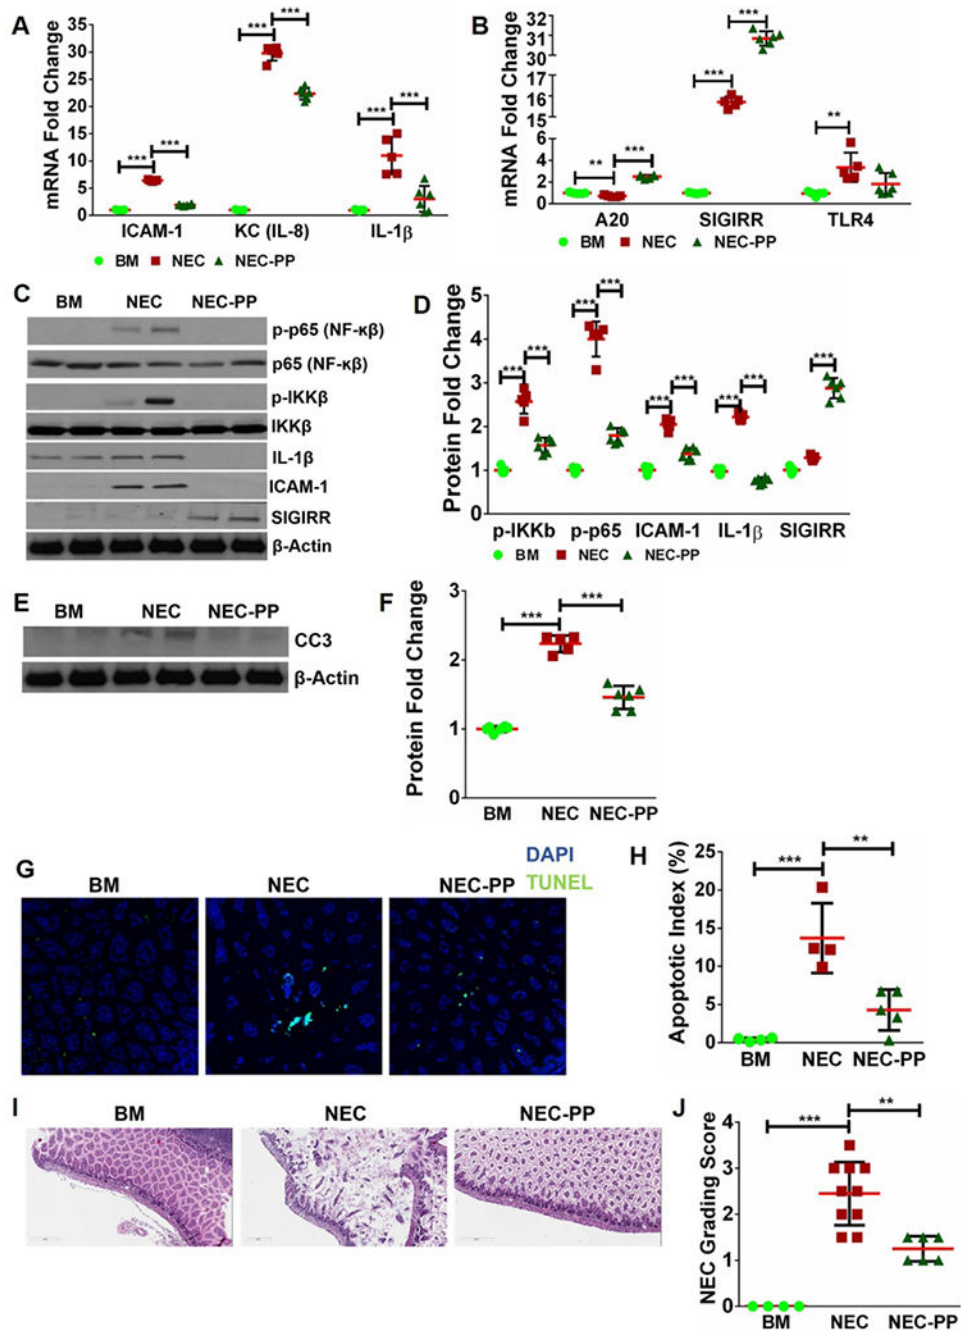 A
mRNA Fold Change
35
30
25
20
15
10
5
0
*** *** *** *** *** ***
ICAM-1 KC (IL-8) IL-1β
BM NEC NEC-PP
B
mRNA Fold Change
32
31
30
17
16
15
6
4
2
0
** *** *** *** **
A20 SIGIRR TLR4
BM NEC NEC-PP
C
BM NEC NEC-PP
p-p65 (NF-κβ)
p65 (NF-κβ)
p-IKKβ
IKKβ
IL-1β
ICAM-1
SIGIRR
β-Actin
D
Protein Fold Change
5
4
3
2
1
0
*** *** *** *** *** *** *** *** ***
p-IKKb p-p65 ICAM-1 IL-1β SIGIRR
BM NEC NEC-PP
E
BM NEC NEC-PP
CC3
β-Actin
F
Protein Fold Change
3
2
1
0
*** ***
BM NEC NEC-PP
G
DAPI
TUNEL
BM NEC NEC-PP
H
Apoptotic Index (%)
25
20
15
10
5
0
*** **
BM NEC NEC-PP
I
BM NEC NEC-PP
J
NEC Grading Score
4
3
2
1
0
*** **
BM NEC NEC-PP